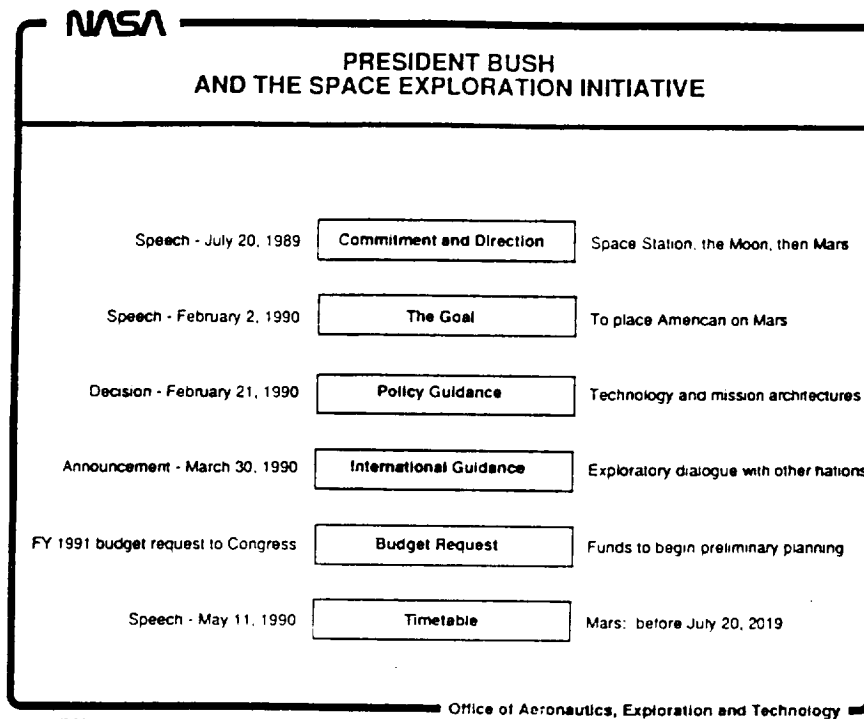 NASA
PRESIDENT BUSH
AND THE SPACE EXPLORATION INITIATIVE
Speech - July 20, 1989 Commitment and Direction Space Station, the Moon, then Mars
Speech - February 2, 1990 The Goal To place American on Mars
Decision - February 21, 1990 Policy Guidance Technology and mission architectures
Announcement - March 30, 1990 International Guidance Exploratory dialogue with other nations
FY 1991 budget request to Congress Budget Request Funds to begin preliminary planning
Speech - May 11, 1990 Timetable Mars: before July 20, 2019
Office of Aeronautics, Exploration and Technology